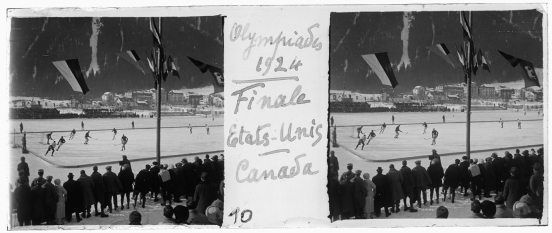 Olympiades
1924
Finale
Etats-Unis
Canada
10